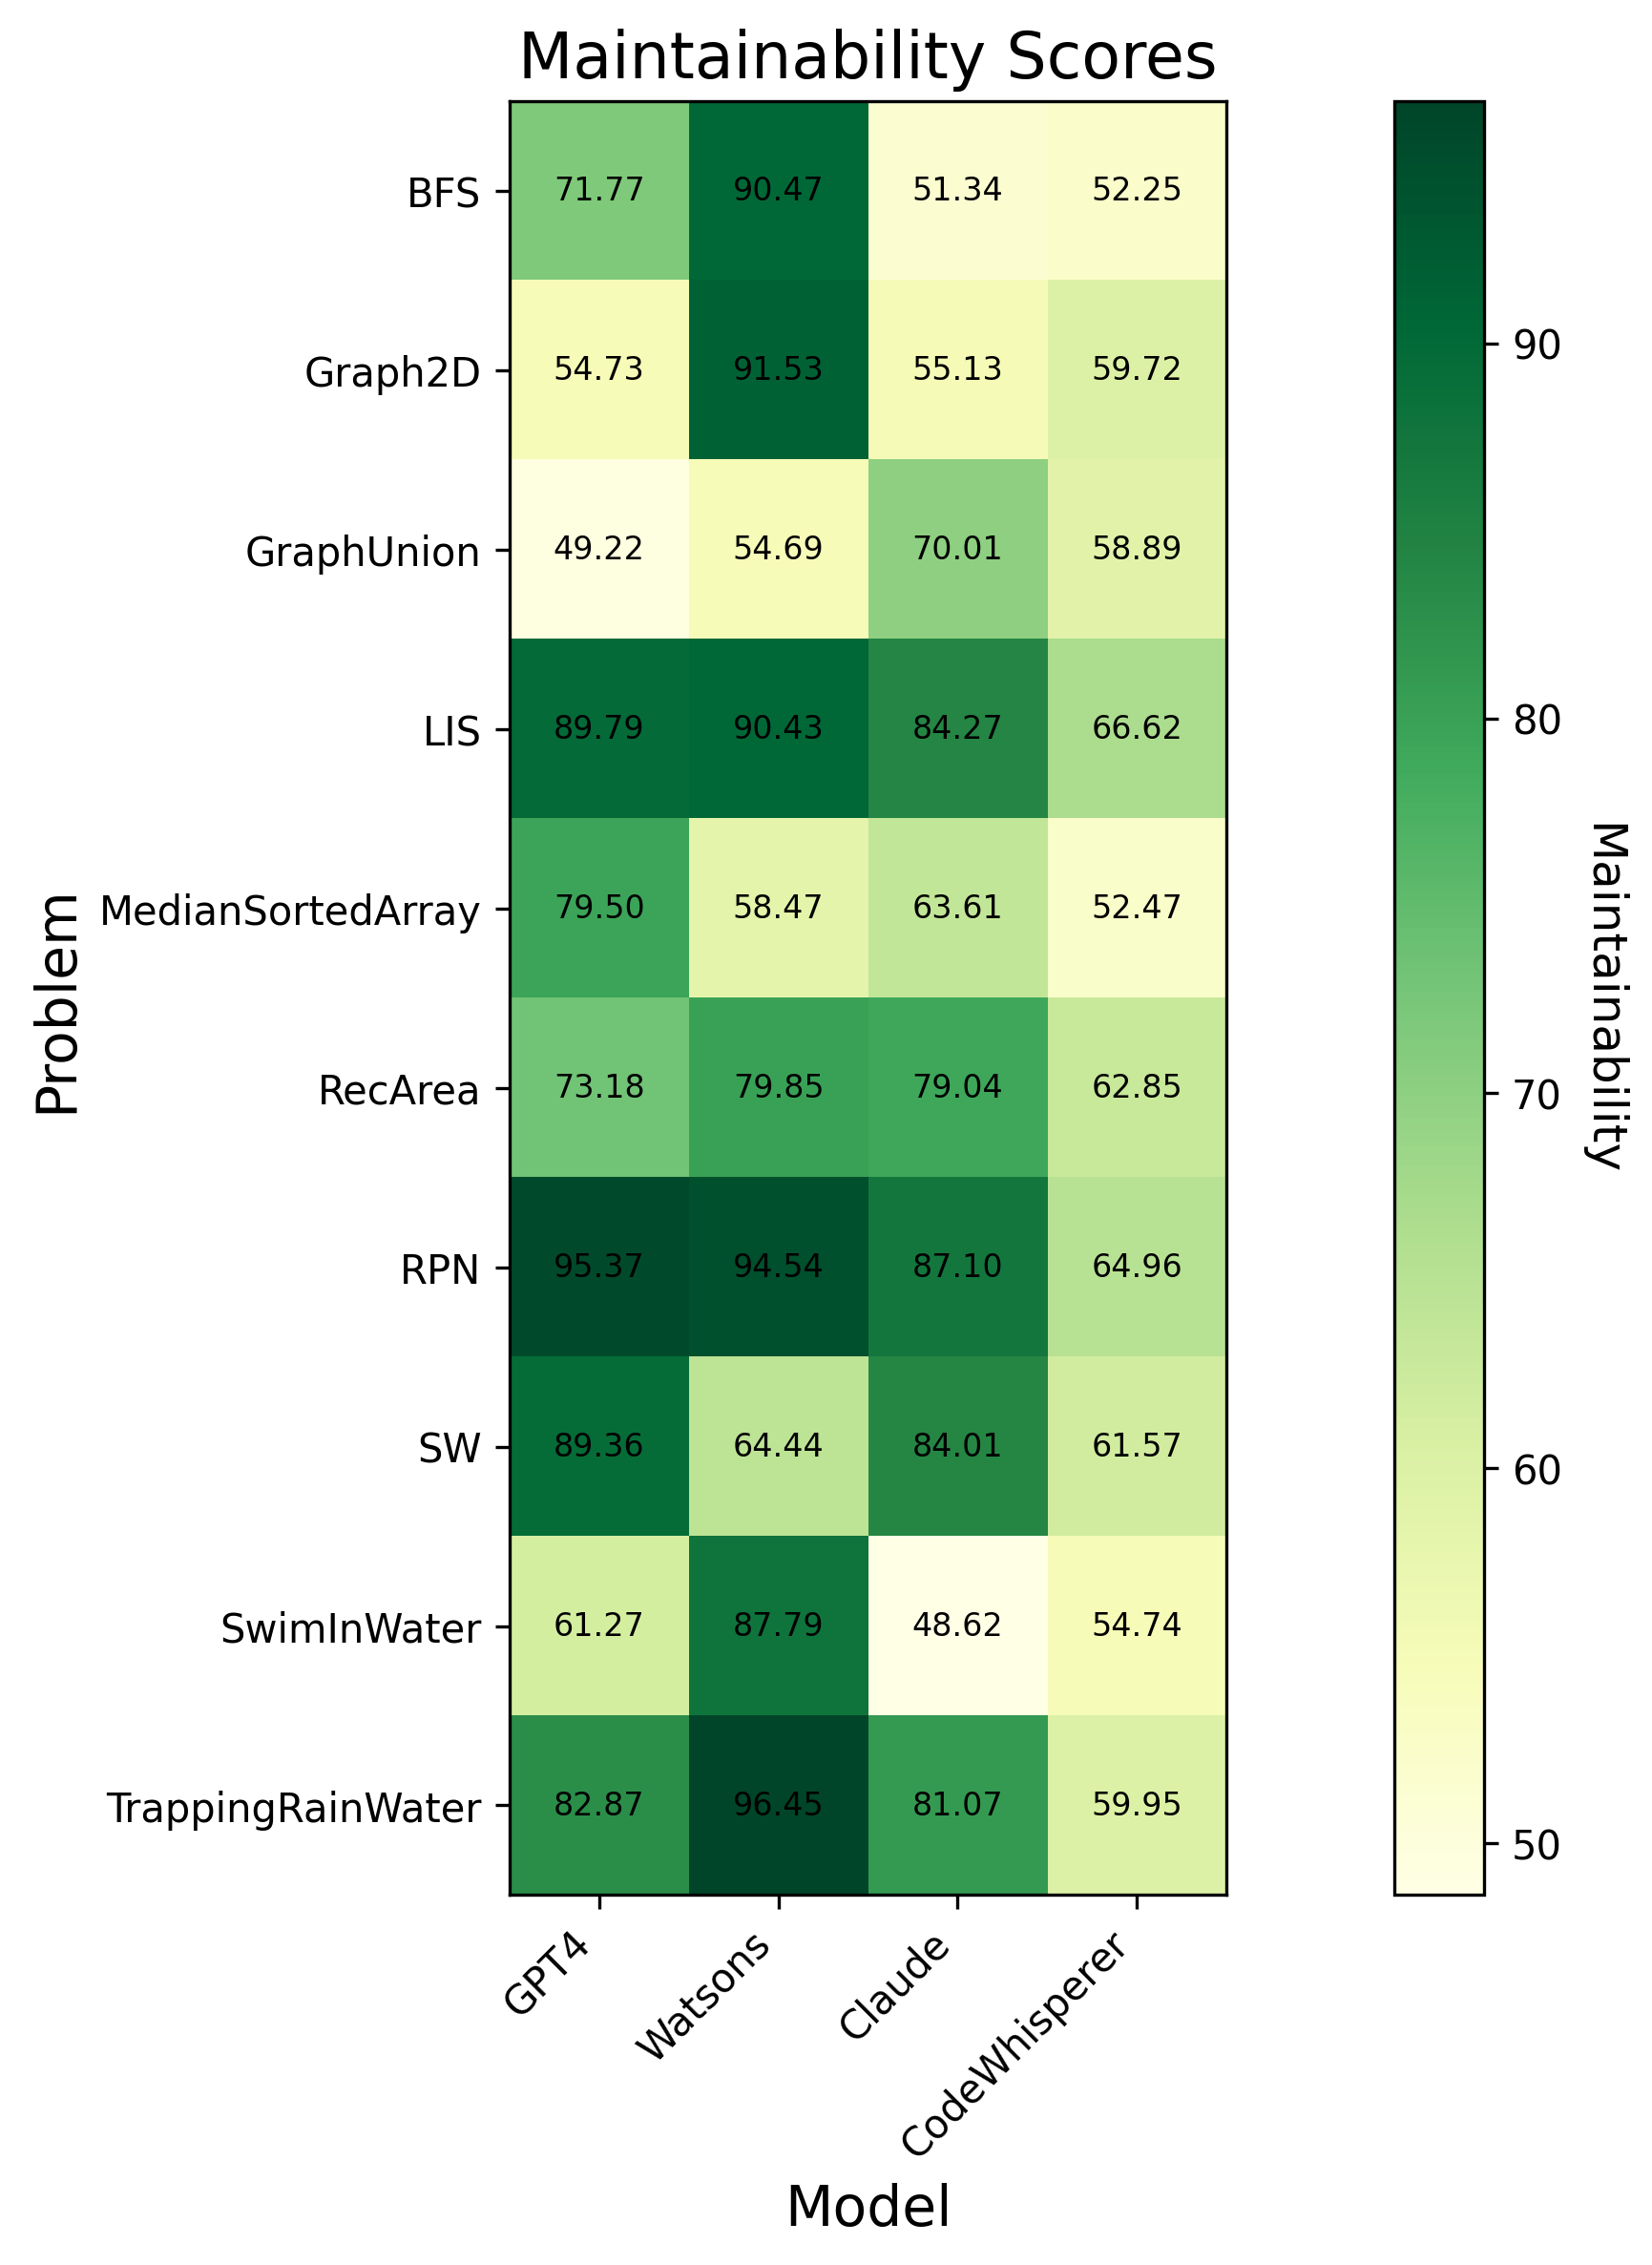 Maintainability Scores
BFS 71.77 90.47 51.34 52.25
Graph2D 54.73 91.53 55.13 59.72
GraphUnion 49.22 54.69 70.01 58.89
LIS 89.79 90.43 84.27 66.62
MedianSortedArray 79.50 58.47 63.61 52.47
RecArea 73.18 79.85 79.04 62.85
RPN 95.37 94.54 87.10 64.96
SW 89.36 64.44 84.01 61.57
SwimInWater 61.27 87.79 48.62 54.74
TrappingRainWater 82.87 96.45 81.07 59.95
GPT4 Watsons Claude CodeWhisperer
Model
Problem
90
80
70
60
50
Maintainability